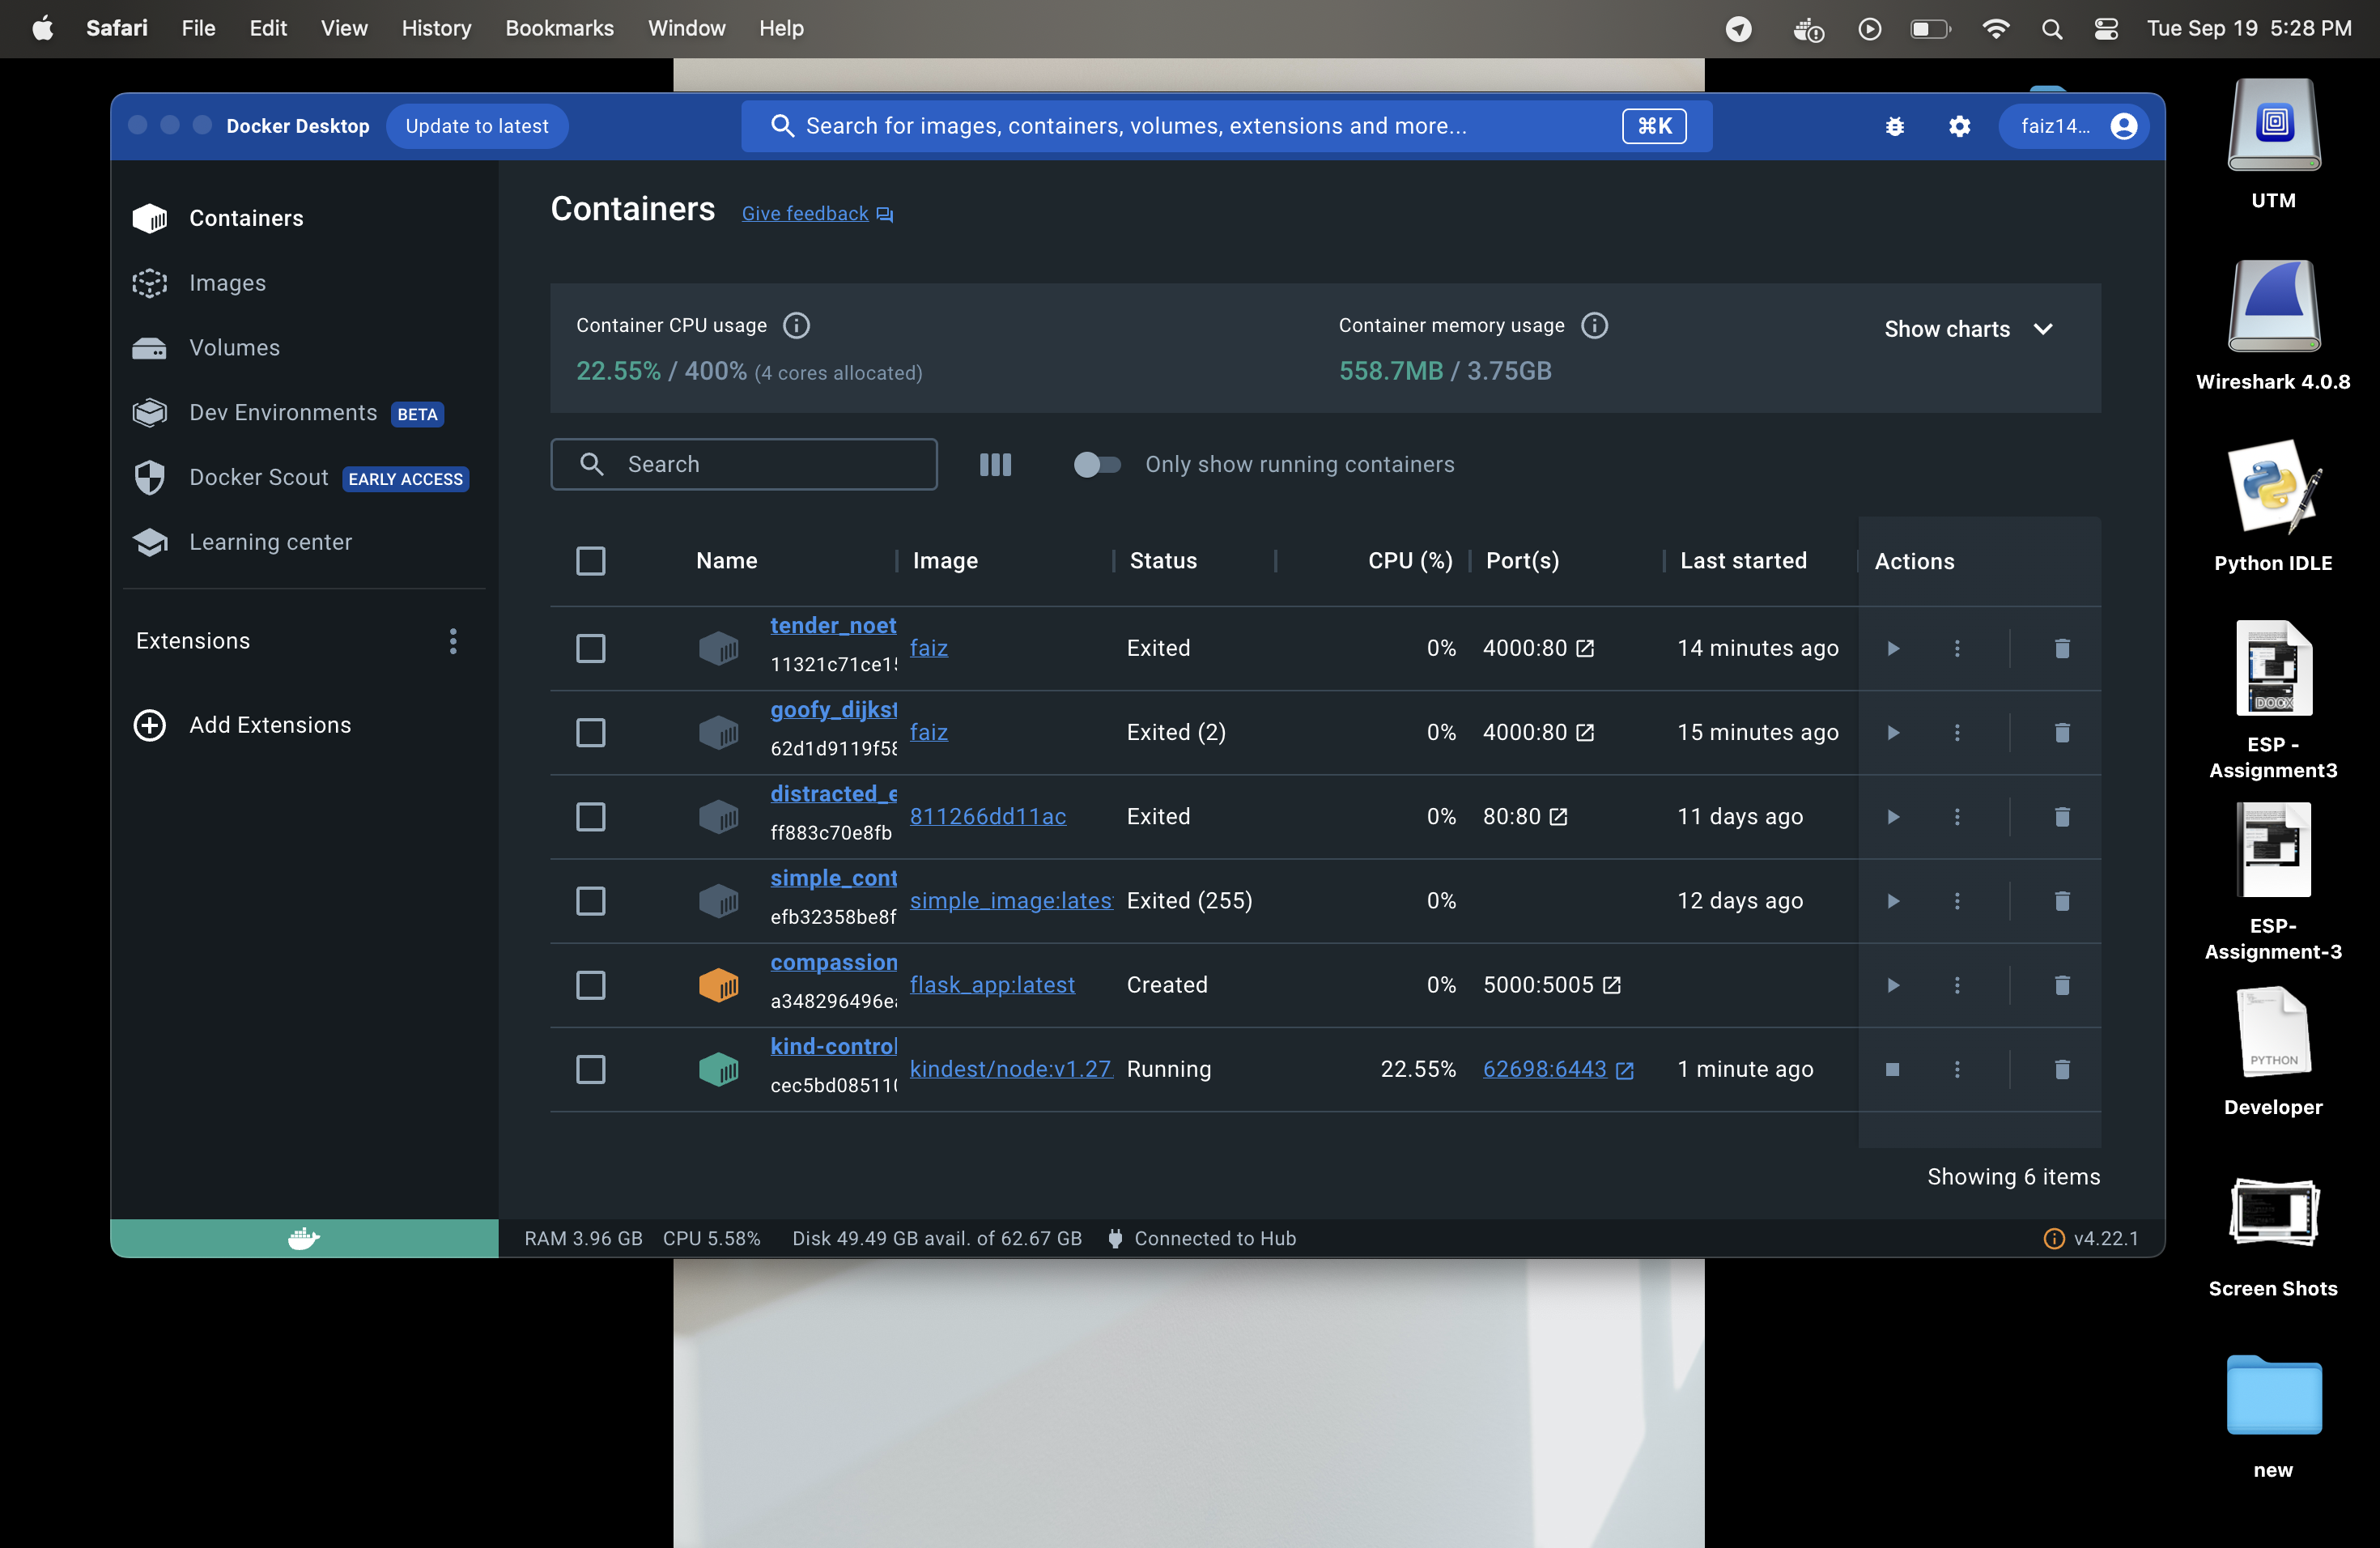 Safari File Edit View History Bookmarks Window Help Tue Sep 19 5:28 PM
Docker Desktop Update to latest Search for images, containers, volumes, extensions and more... ⌘K faiz14...
Containers
Images
Volumes
Dev Environments BETA
Docker Scout EARLY ACCESS
Learning center
Extensions
Add Extensions
Containers Give feedback
Container CPU usage
22.55% / 400% (4 cores allocated)
Container memory usage
558.7MB / 3.75GB
Show charts
Search
Only show running containers
Name Image Status CPU (%) Port(s) Last started Actions
tender_noet
11321c71ce15
faiz Exited 0% 4000:80 14 minutes ago
goofy_dijkst
62d1d9119f58
faiz Exited (2) 0% 4000:80 15 minutes ago
distracted_e
ff883c70e8fb
811266dd11ac Exited 0% 80:80 11 days ago
simple_cont
efb32358be8f
simple_image:latest Exited (255) 0% 12 days ago
compassion
a348296496ea
flask_app:latest Created 0% 5000:5005
kind-control
cec5bd085110
kindest/node:v1.27. Running 22.55% 62698:6443 1 minute ago
Showing 6 items
RAM 3.96 GB CPU 5.58% Disk 49.49 GB avail. of 62.67 GB Connected to Hub v4.22.1
UTM
Wireshark 4.0.8
Python IDLE
DOCX
ESP -
Assignment3
ESP-
Assignment-3
PYTHON
Developer
Screen Shots
new